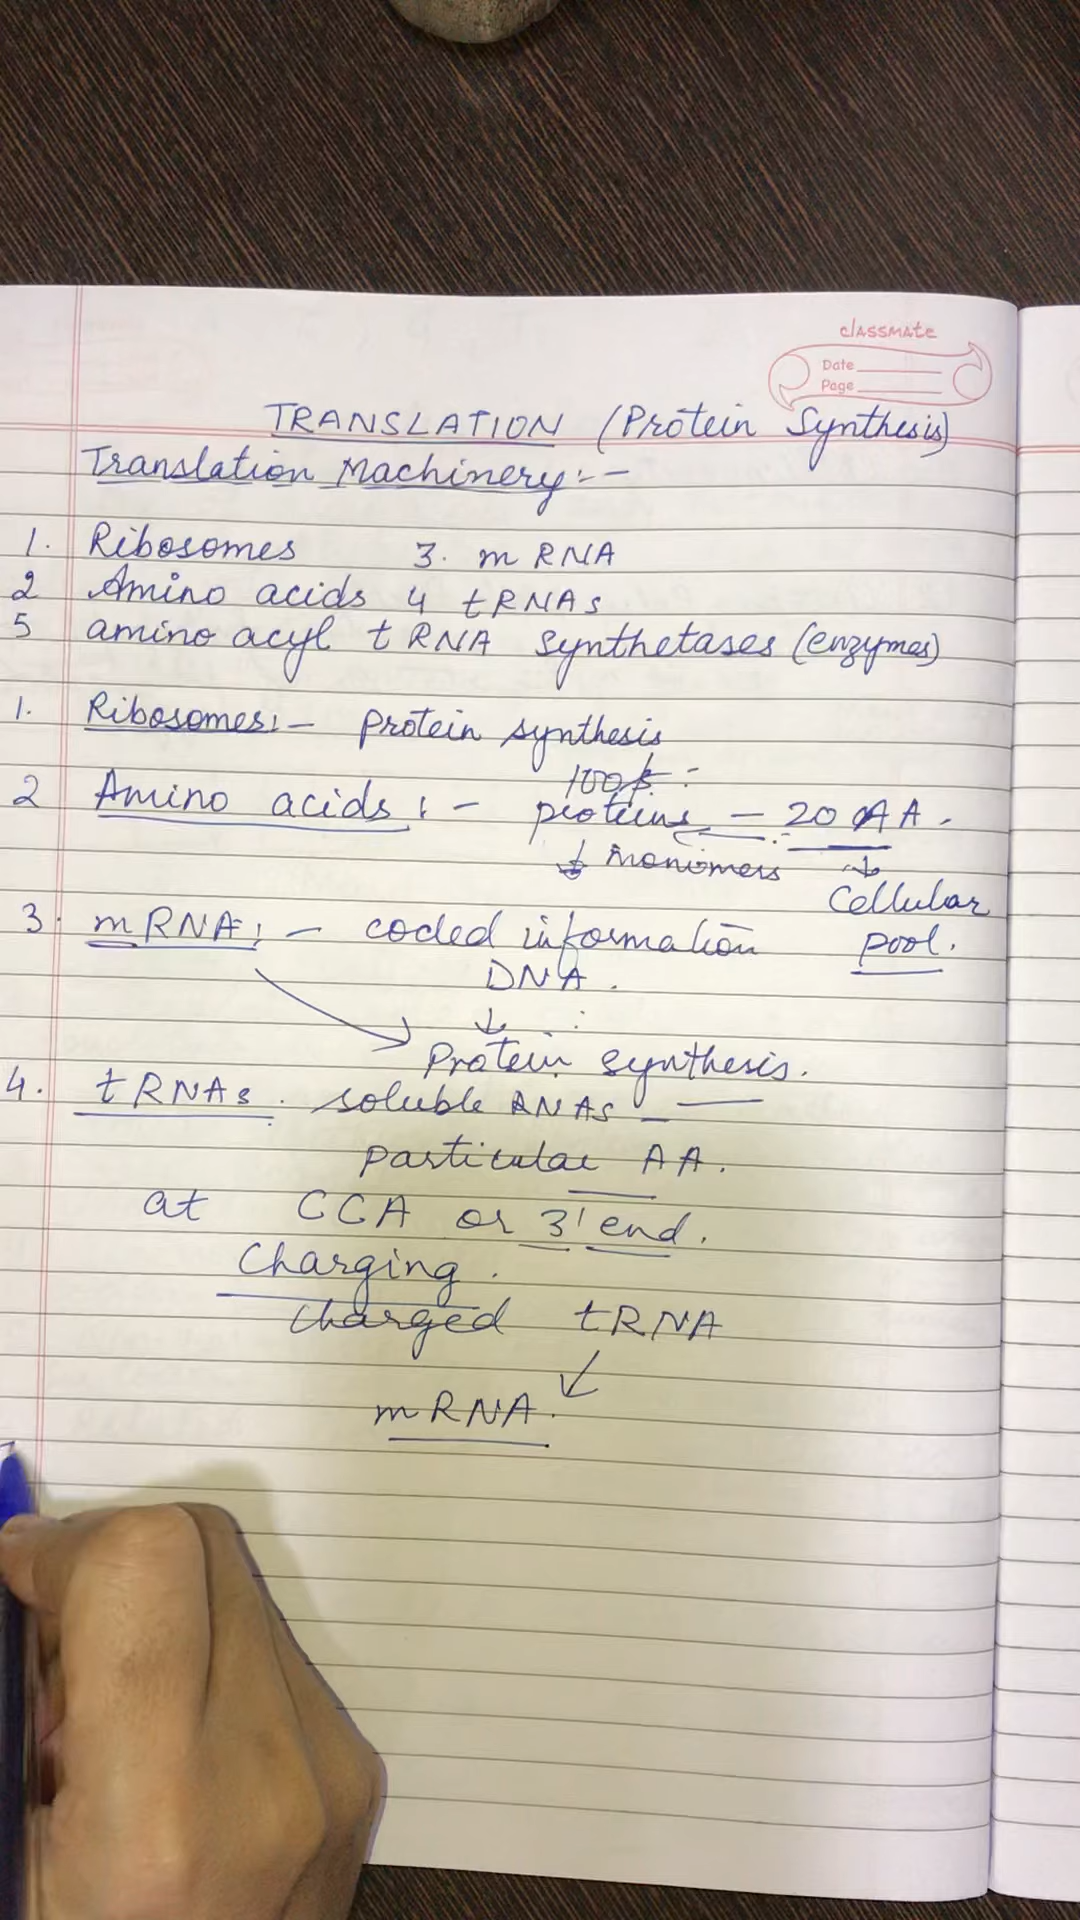 classmate
Date
Page
TRANSLATION (Protein Synthesis)
Translation Machinery:-
1. Ribosomes 3. mRNA
2 Amino acids 4 tRNAs
5 amino acyl tRNA synthetases (enzymes)
1. Ribosomes:- Protein synthesis
100s
2 Amino acids:- proteins - 20 AA.
↓ Monomers ↓
Cellular
3. mRNA:- coded information pool.
DNA.
↓
Protein synthesis.
4. tRNAs. soluble RNAs -
particular AA.
at CCA or 3' end.
Charging.
Charged tRNA
mRNA.